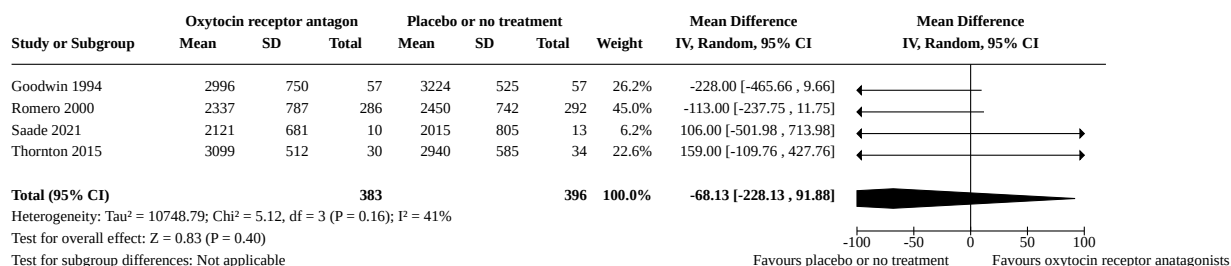 Oxytocin receptor antagon Placebo or no treatment Mean Difference Mean Difference
Study or Subgroup Mean SD Total Mean SD Total Weight IV, Random, 95% CI IV, Random, 95% CI
Goodwin 1994 2996 750 57 3224 525 57 26.2% -228.00 [-465.66 , 9.66]
Romero 2000 2337 787 286 2450 742 292 45.0% -113.00 [-237.75 , 11.75]
Saade 2021 2121 681 10 2015 805 13 6.2% 106.00 [-501.98 , 713.98]
Thornton 2015 3099 512 30 2940 585 34 22.6% 159.00 [-109.76 , 427.76]
Total (95% CI) 383 396 100.0% -68.13 [-228.13 , 91.88]
Heterogeneity: Tau² = 10748.79; Chi² = 5.12, df = 3 (P = 0.16); I² = 41%
Test for overall effect: Z = 0.83 (P = 0.40)
-100 -50 0 50 100
Test for subgroup differences: Not applicable Favours placebo or no treatment Favours oxytocin receptor anatagonists